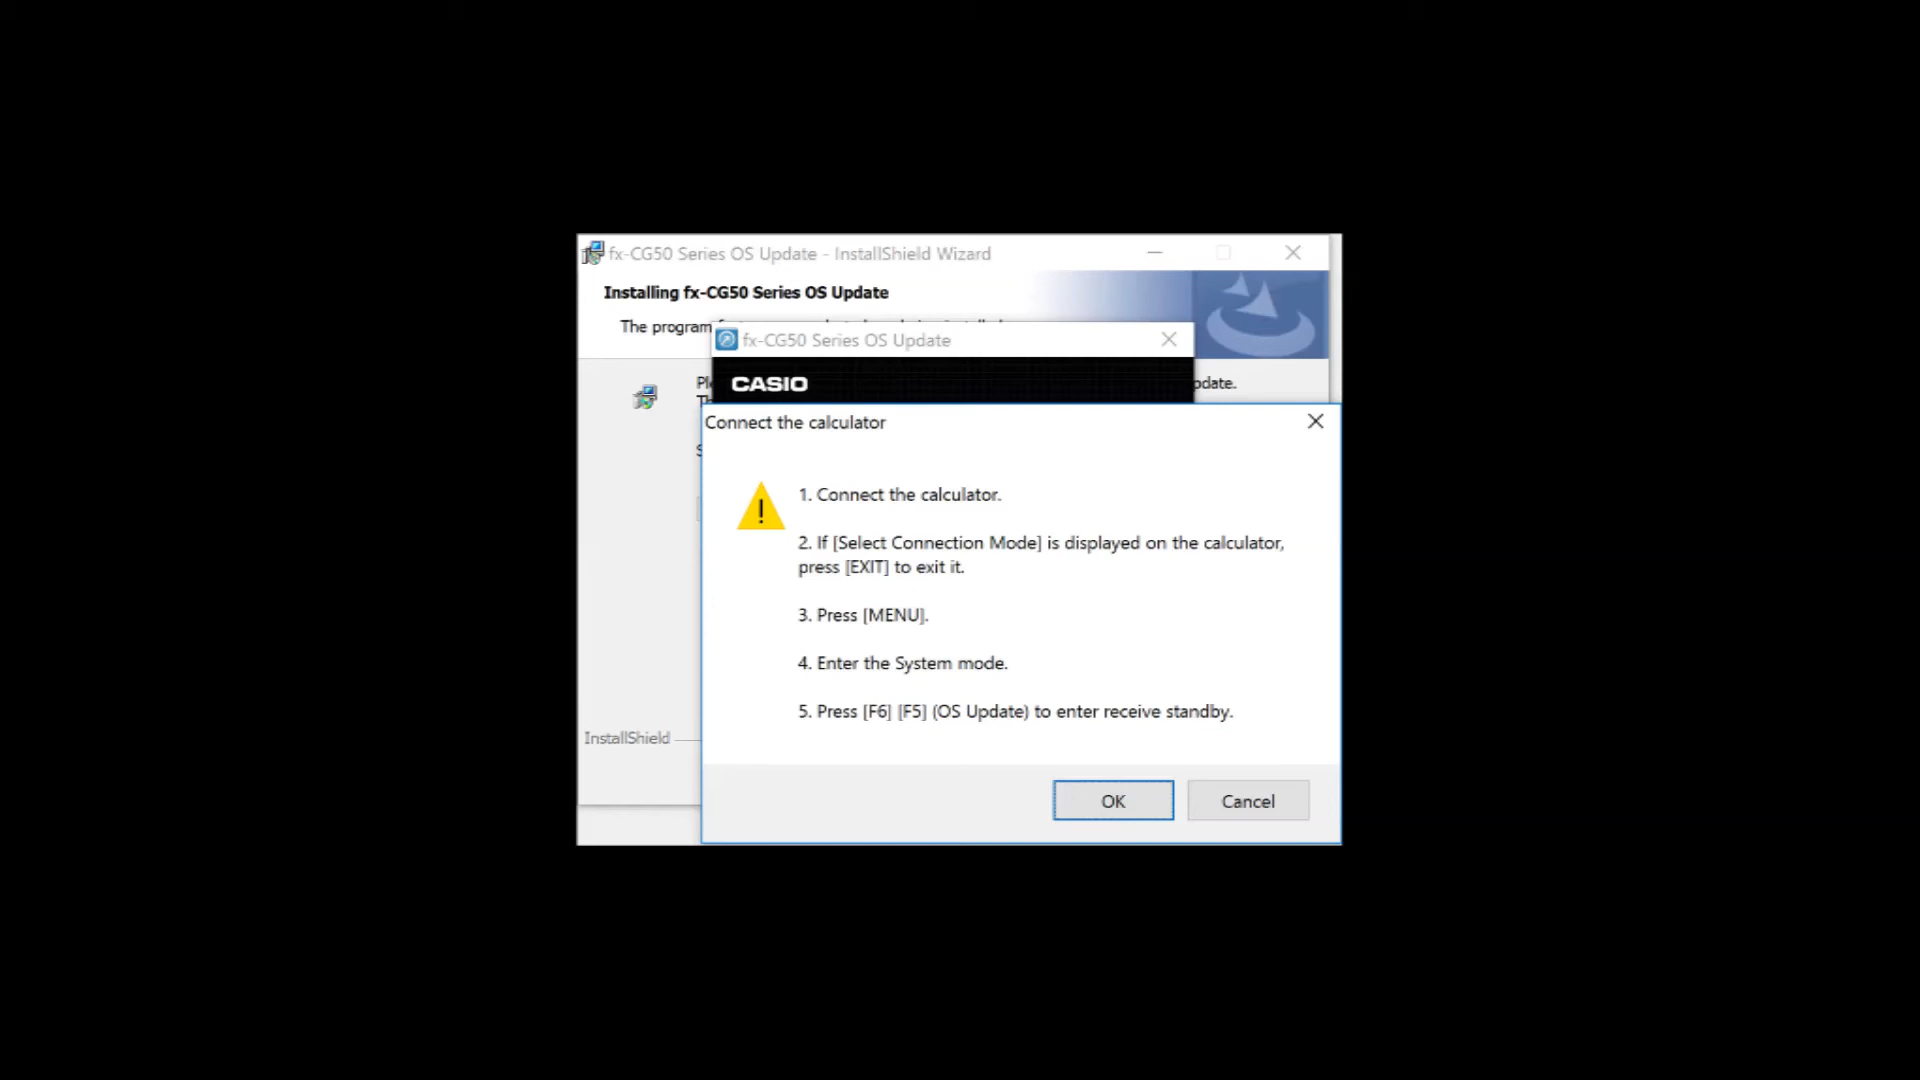 fx-CG50 Series OS Update - InstallShield Wizard
Installing fx-CG50 Series OS Update
The program
fx-CG50 Series OS Update
CASIO
Connect the calculator
1. Connect the calculator.
2. If [Select Connection Mode] is displayed on the calculator,
press [EXIT] to exit it.
3. Press [MENU].
4. Enter the System mode.
5. Press [F6] [F5] (OS Update) to enter receive standby.
InstallShield
OK
Cancel